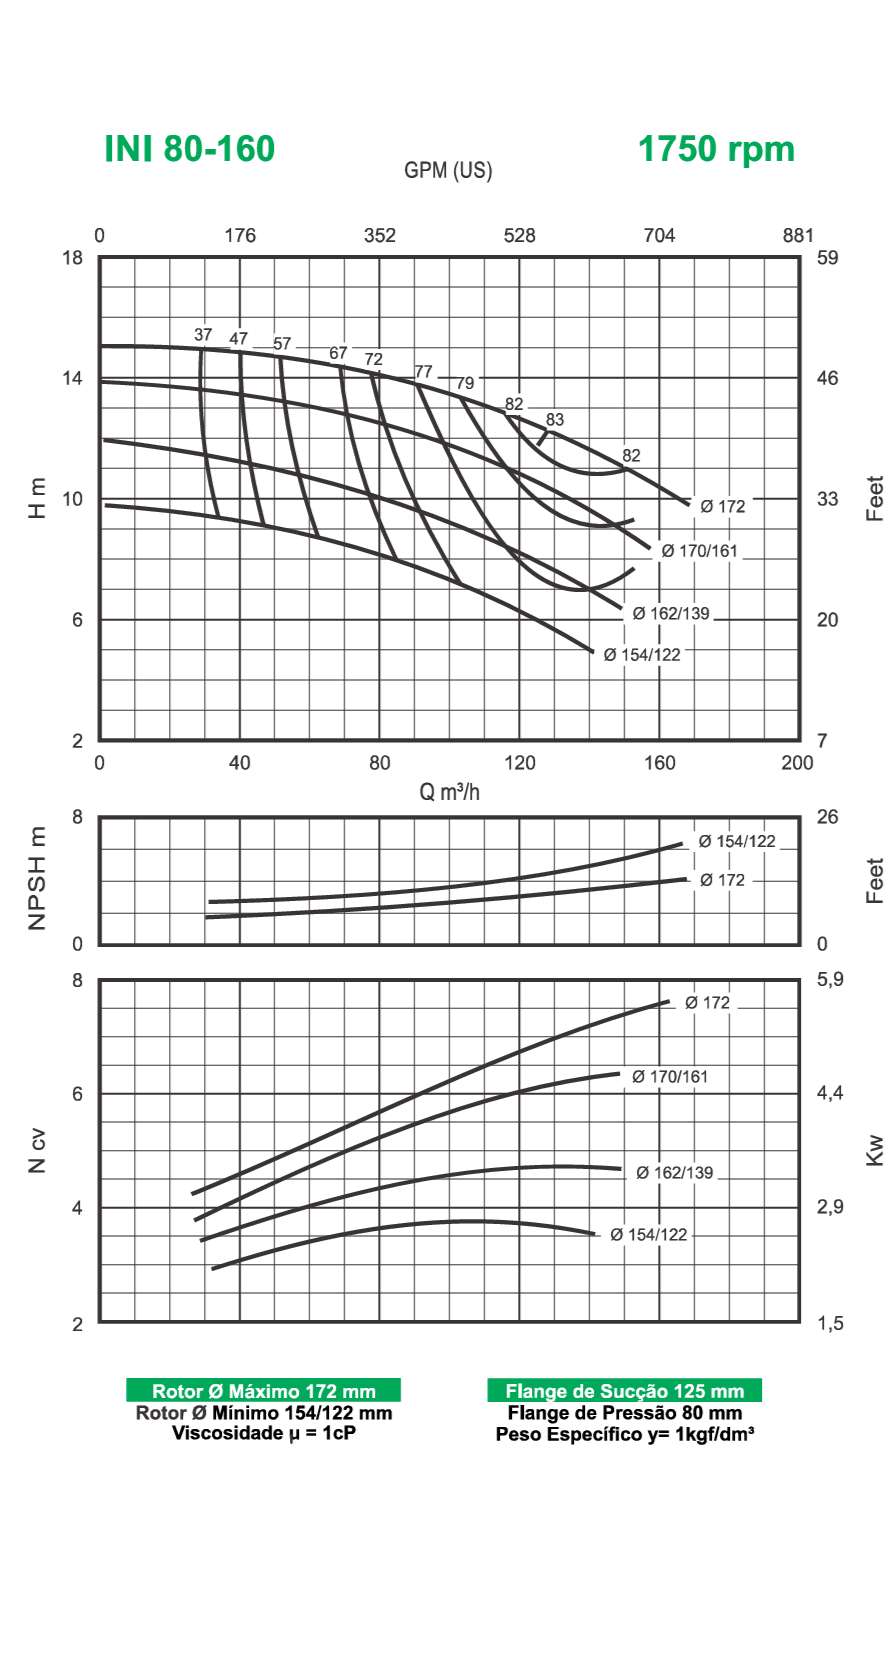 INI 80-160 1750 rpm
GPM (US)
0 176 352 528 704 881
18 59
37 47 57 67 72 77 79 82 83 82
14 46
H m 10 33 Feet
Ø 172
Ø 170/161
Ø 162/139
6 20
Ø 154/122
2 7
0 40 80 120 160 200
Q m³/h
8 26
Ø 154/122
NPSH m Feet
Ø 172
0 0
8 5,9
Ø 172
Ø 170/161
6 4,4
N cv Kw
Ø 162/139
4 2,9
Ø 154/122
2 1,5
Rotor Ø Máximo 172 mm
Rotor Ø Mínimo 154/122 mm
Viscosidade μ = 1cP
Flange de Sucção 125 mm
Flange de Pressão 80 mm
Peso Específico y= 1kgf/dm³